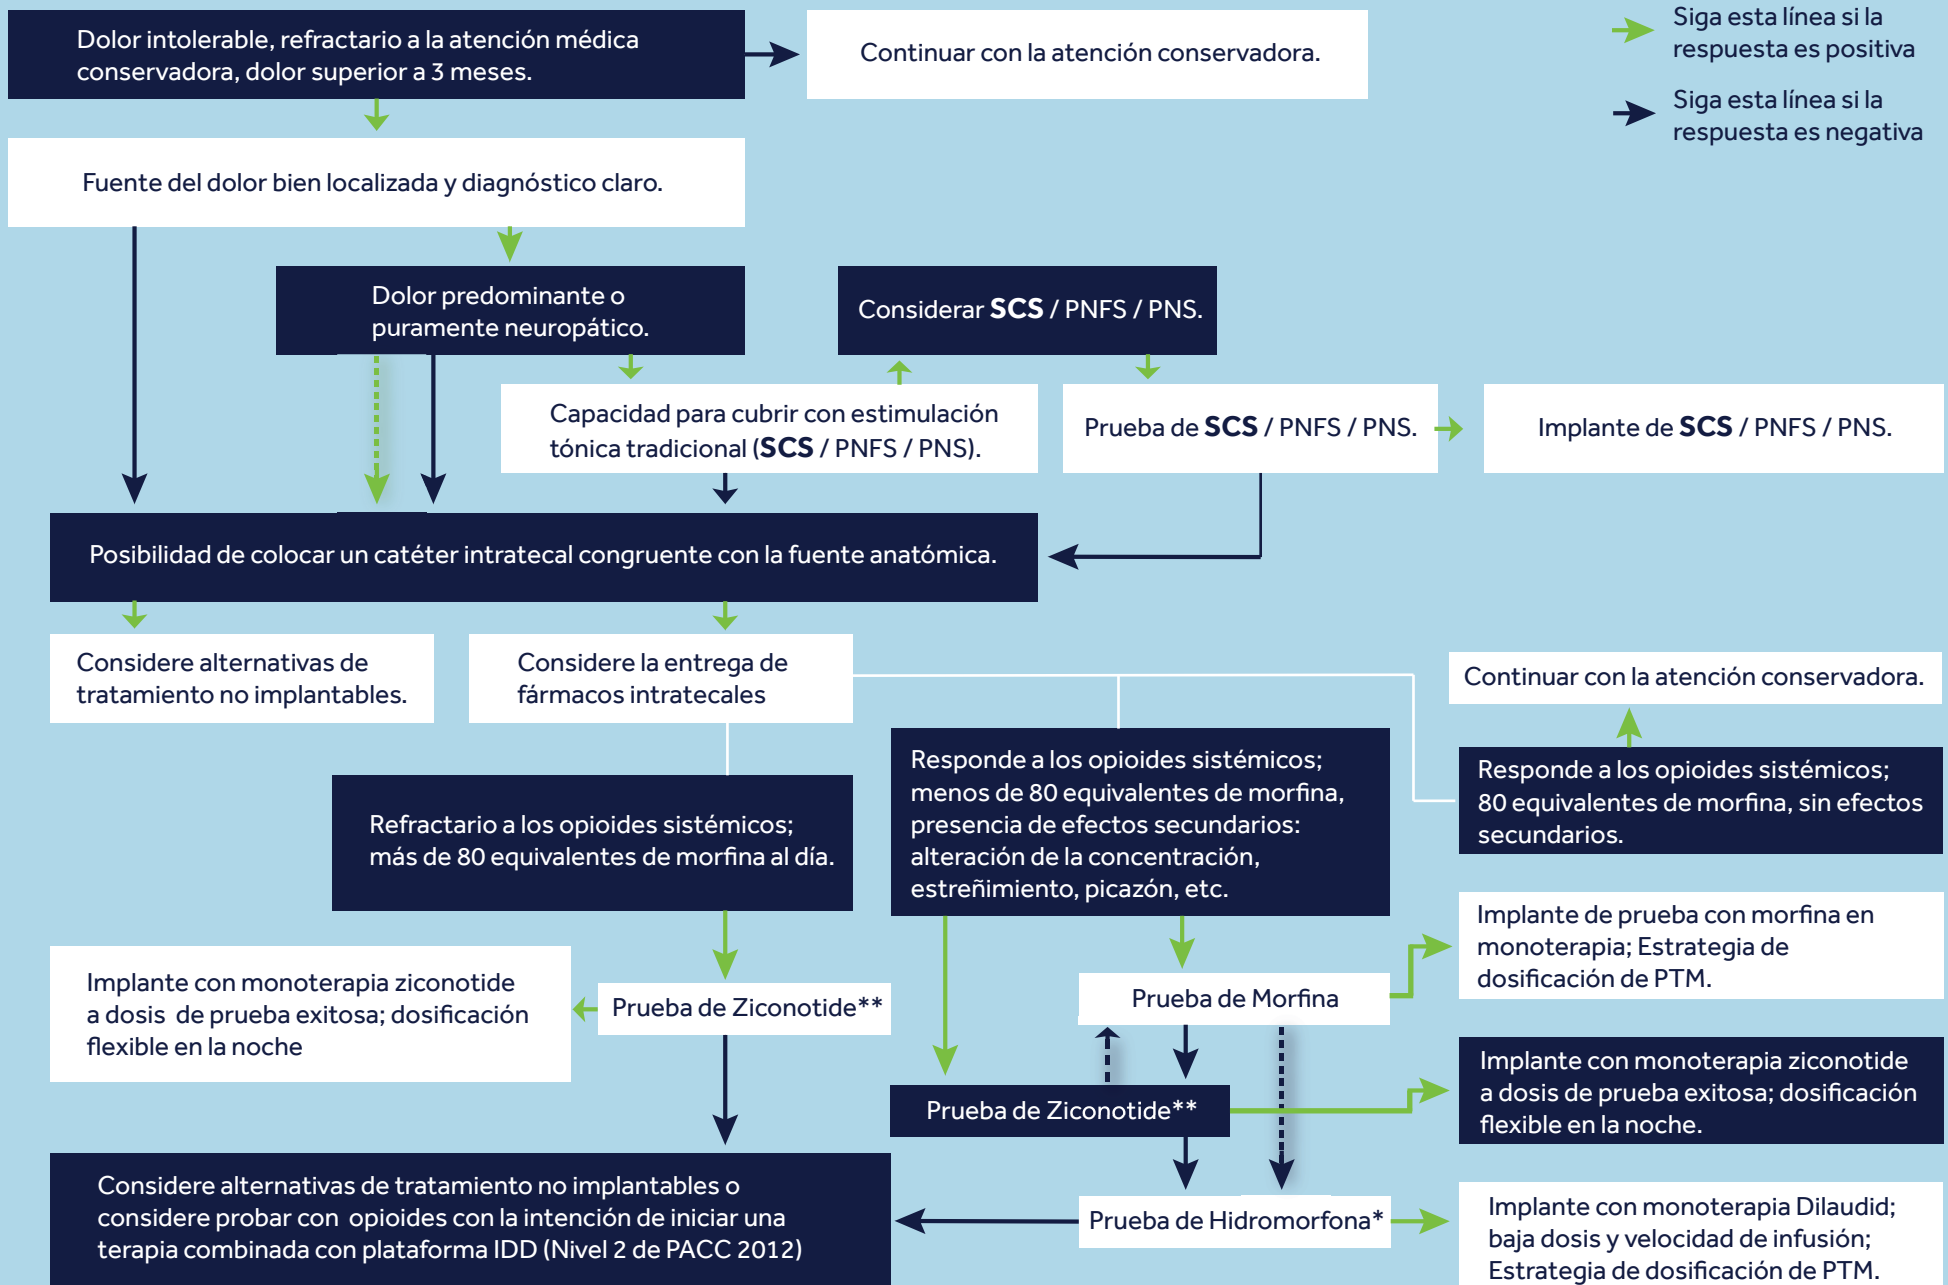 Dolor intolerable, refractario a la atención médica
conservadora, dolor superior a 3 meses.
Continuar con la atención conservadora.
Siga esta línea si la
respuesta es positiva
Siga esta línea si la
respuesta es negativa
Fuente del dolor bien localizada y diagnóstico claro.
Dolor predominante o
puramente neuropático.
Considerar SCS / PNFS / PNS.
Capacidad para cubrir con estimulación
tónica tradicional (SCS / PNFS / PNS).
Prueba de SCS / PNFS / PNS.
Implante de SCS / PNFS / PNS.
Posibilidad de colocar un catéter intratecal congruente con la fuente anatómica.
Considere alternativas de
tratamiento no implantables.
Considere la entrega de
fármacos intratecales
Continuar con la atención conservadora.
Refractario a los opioides sistémicos;
más de 80 equivalentes de morfina al día.
Responde a los opioides sistémicos;
menos de 80 equivalentes de morfina,
presencia de efectos secundarios:
alteración de la concentración,
estreñimiento, picazón, etc.
Responde a los opioides sistémicos;
80 equivalentes de morfina, sin efectos
secundarios.
Implante con monoterapia ziconotide
a dosis de prueba exitosa; dosificación
flexible en la noche
Prueba de Ziconotide**
Prueba de Morfina
Implante de prueba con morfina en
monoterapia; Estrategia de
dosificación de PTM.
Prueba de Ziconotide**
Implante con monoterapia ziconotide
a dosis de prueba exitosa; dosificación
flexible en la noche.
Considere alternativas de tratamiento no implantables o
considere probar con opioides con la intención de iniciar una
terapia combinada con plataforma IDD (Nivel 2 de PACC 2012)
Prueba de Hidromorfona*
Implante con monoterapia Dilaudid;
baja dosis y velocidad de infusión;
Estrategia de dosificación de PTM.